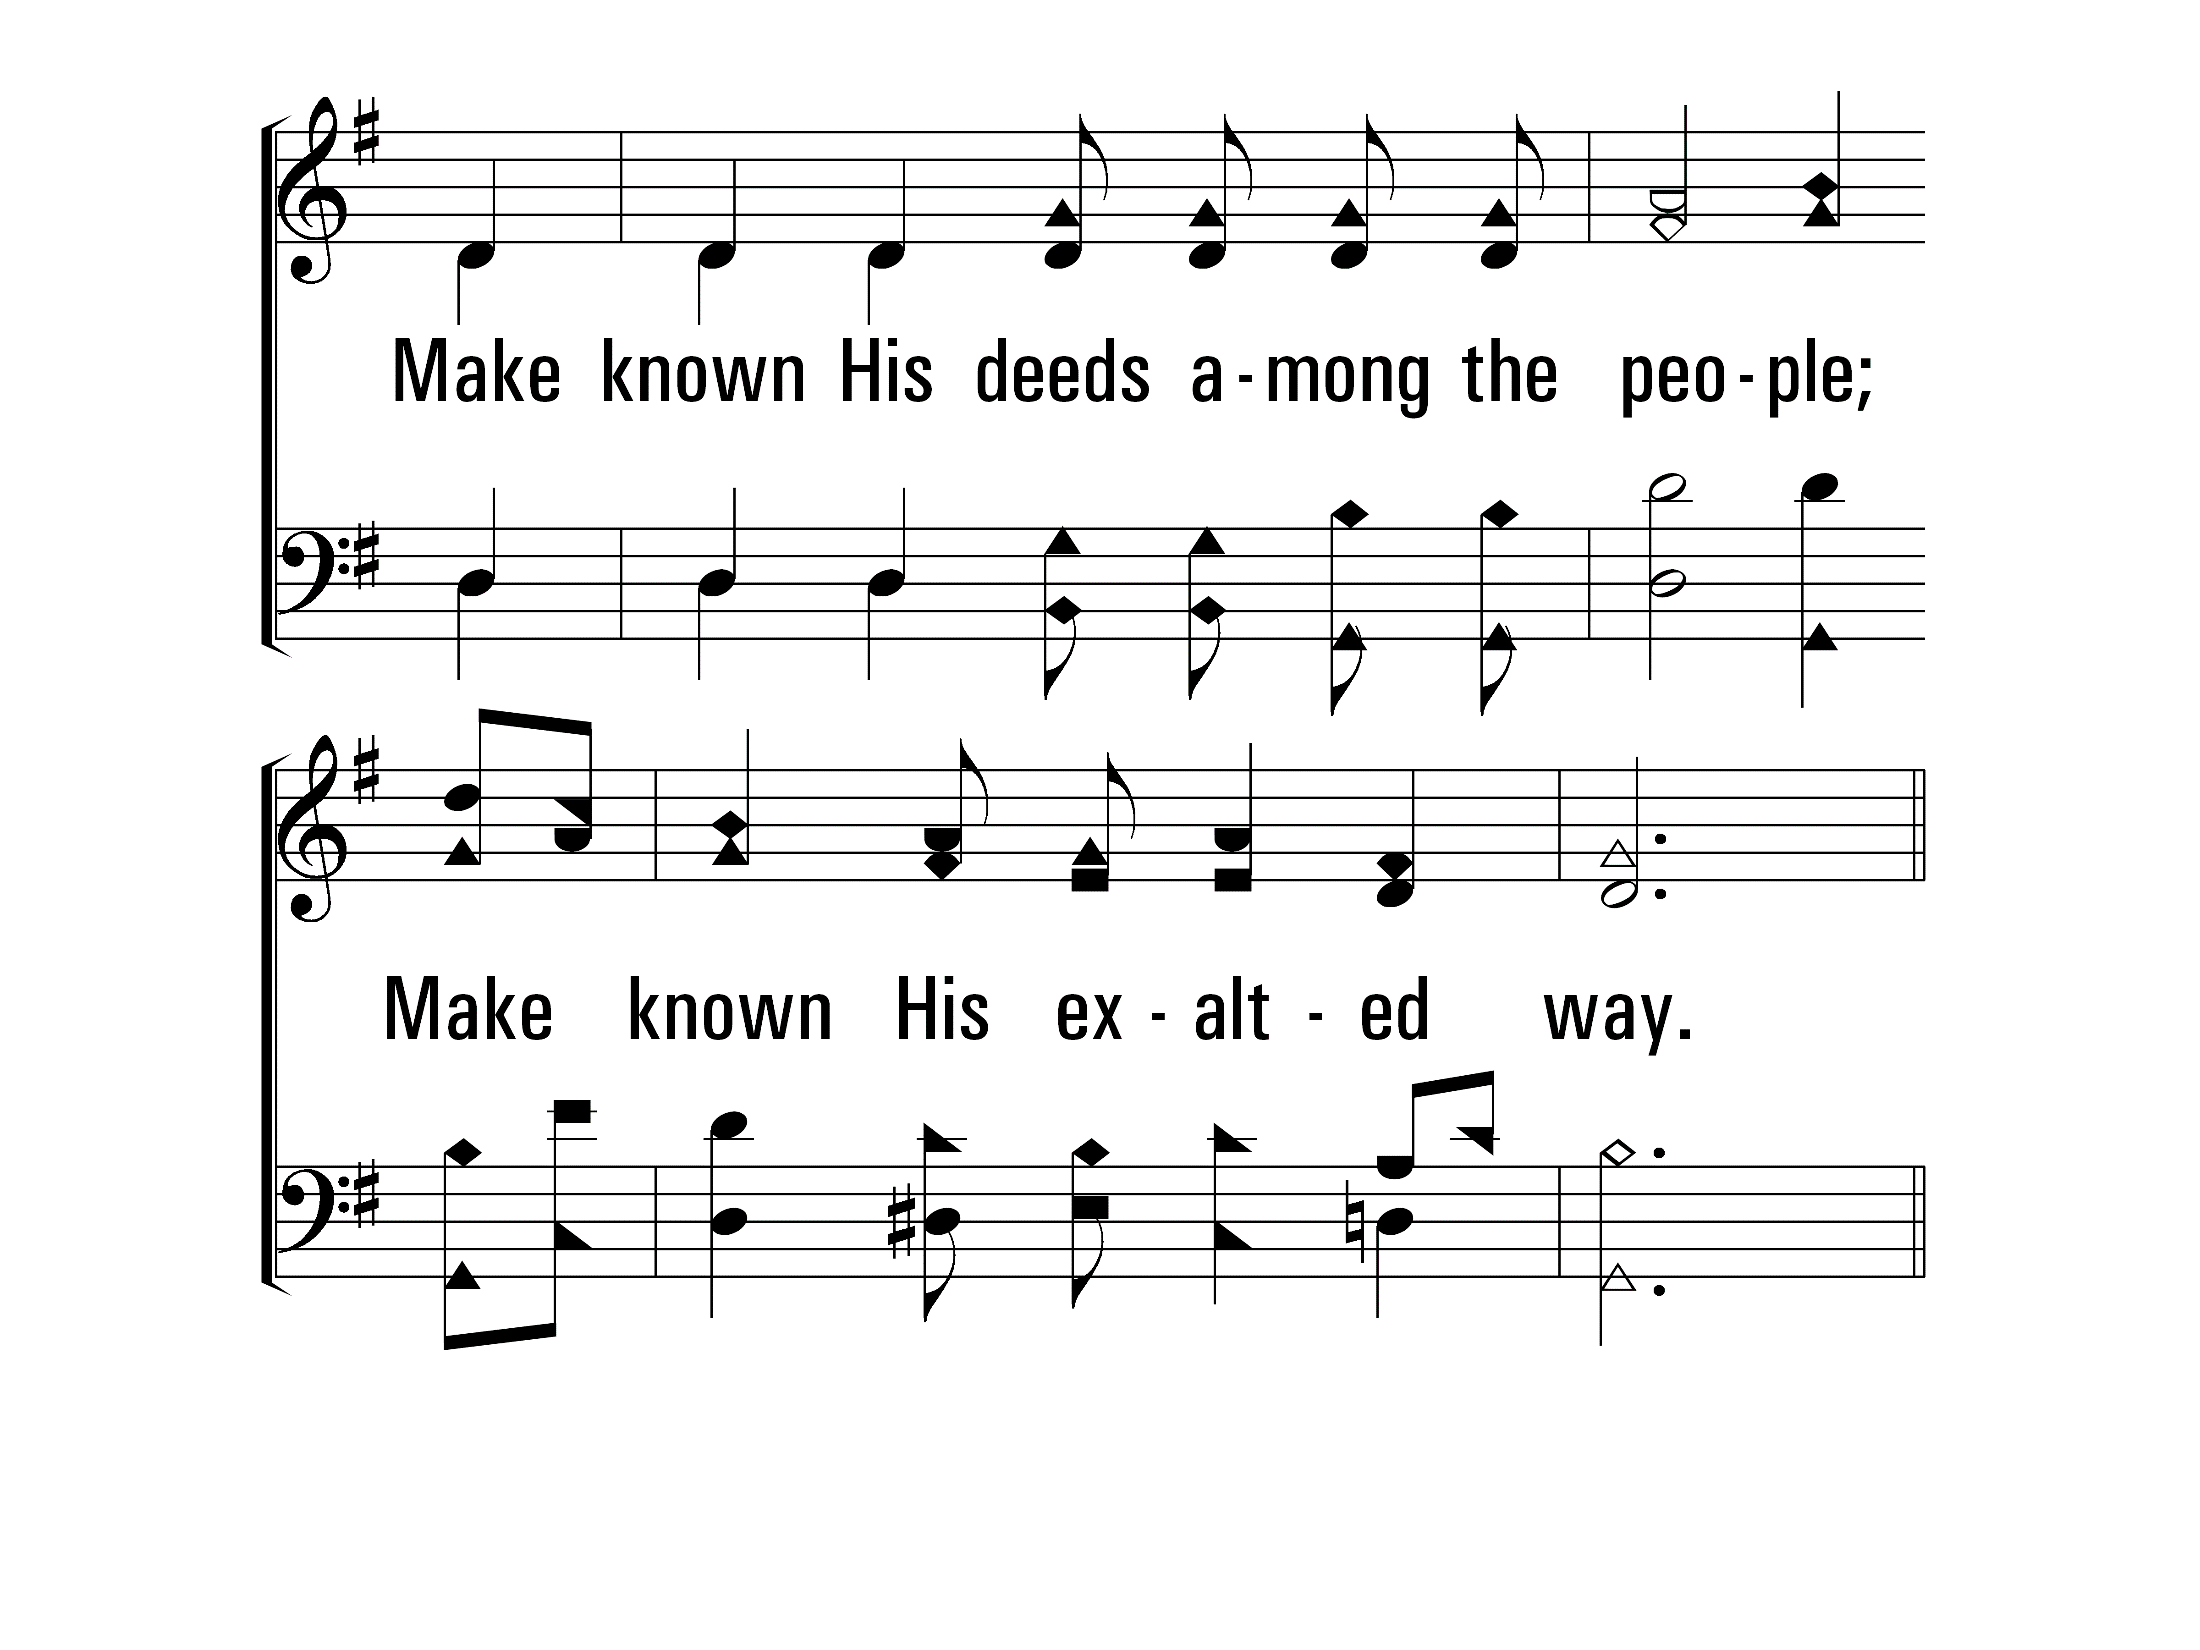 Make known His deeds a-mong the peo-ple;
Make known His ex - alt - ed way.